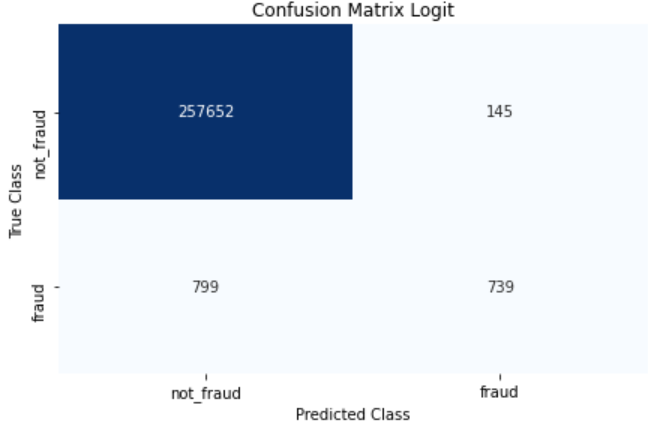 Confusion Matrix Logit
True Class
not_fraud
257652
145
fraud
799
739
not_fraud
fraud
Predicted Class